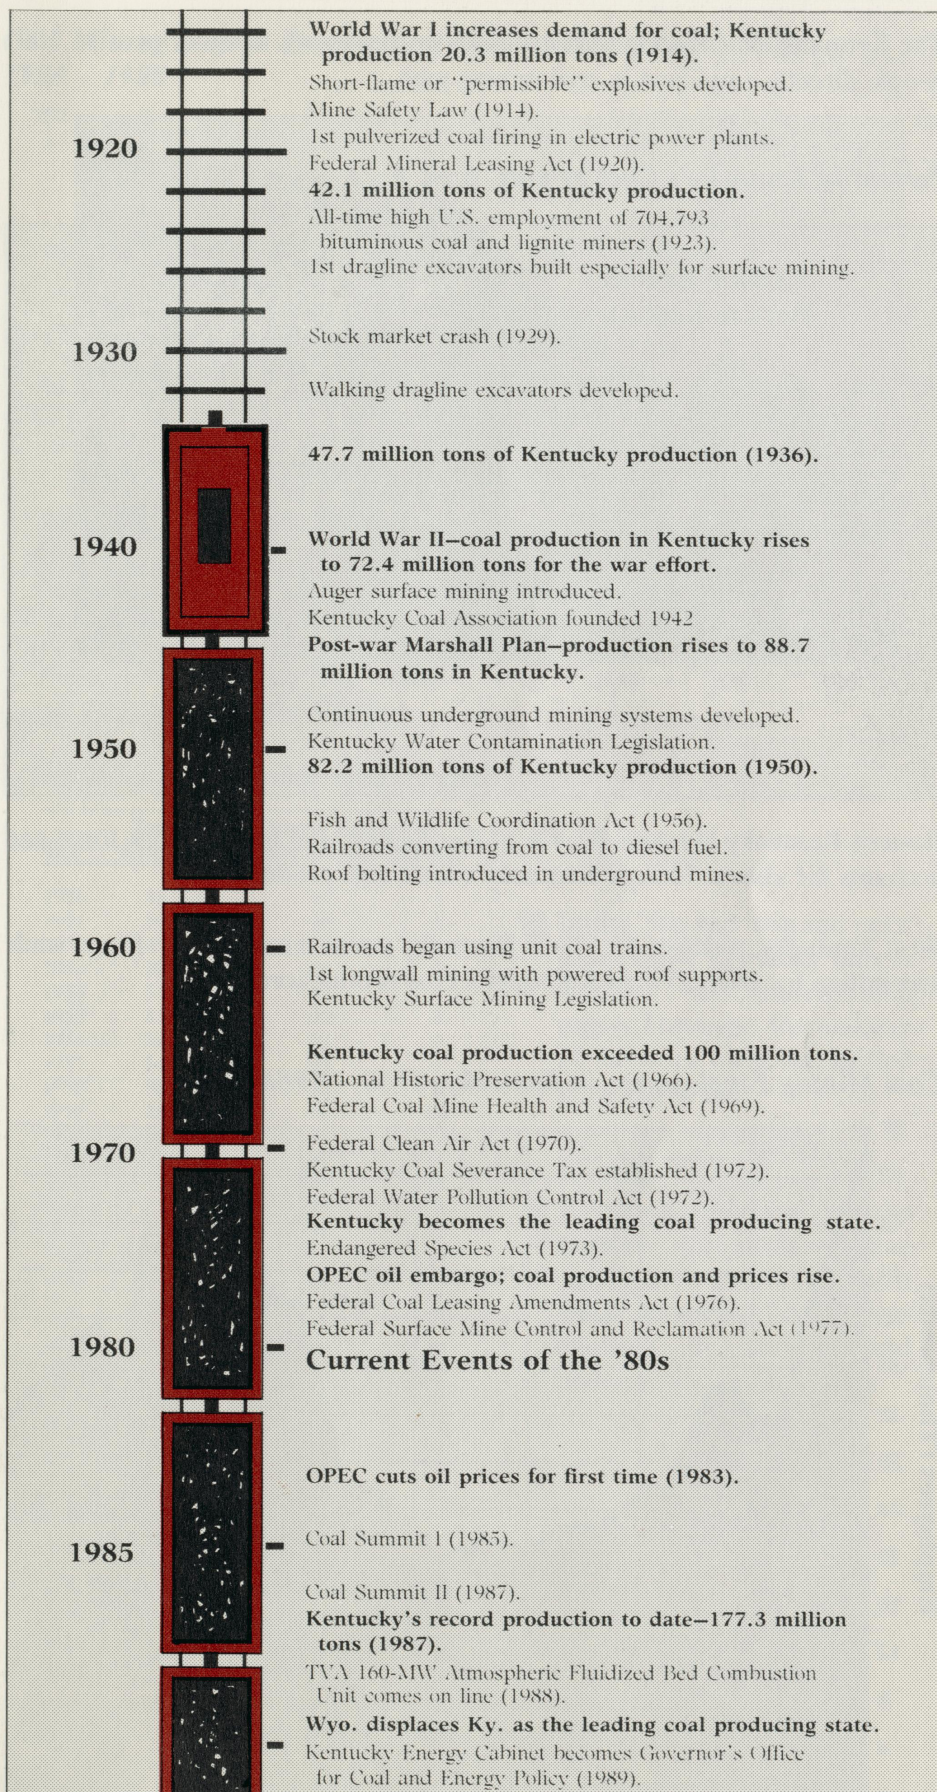 World War I increases demand for coal; Kentucky
production 20.3 million tons (1914).
Short-flame or “permissible” explosives developed.
Mine Safety Law (1914).
1st pulverized coal firing in electric power plants.
1920
Federal Mineral Leasing Act (1920).
42.1 million tons of Kentucky production.
All-time high U.S. employment of 704,793
bituminous coal and lignite miners (1923).
1st dragline excavators built especially for surface mining.
Stock market crash (1929).
1930
Walking dragline excavators developed.
47.7 million tons of Kentucky production (1936).
1940
World War II—coal production in Kentucky rises
to 72.4 million tons for the war effort.
Auger surface mining introduced.
Kentucky Coal Association founded 1942
Post-war Marshall Plan—production rises to 88.7
million tons in Kentucky.
Continuous underground mining systems developed.
1950
Kentucky Water Contamination Legislation.
82.2 million tons of Kentucky production (1950).
Fish and Wildlife Coordination Act (1956).
Railroads converting from coal to diesel fuel.
Roof bolting introduced in underground mines.
1960
Railroads began using unit coal trains.
1st longwall mining with powered roof supports.
Kentucky Surface Mining Legislation.
Kentucky coal production exceeded 100 million tons.
National Historic Preservation Act (1966).
Federal Coal Mine Health and Safety Act (1969).
1970
Federal Clean Air Act (1970).
Kentucky Coal Severance Tax established (1972).
Federal Water Pollution Control Act (1972).
Kentucky becomes the leading coal producing state.
Endangered Species Act (1973).
OPEC oil embargo; coal production and prices rise.
Federal Coal Leasing Amendments Act (1976).
Federal Surface Mine Control and Reclamation Act (1977).
1980
Current Events of the ’80s
OPEC cuts oil prices for first time (1983).
1985
Coal Summit I (1985).
Coal Summit II (1987).
Kentucky’s record production to date—177.3 million
tons (1987).
TVA 160-MW Atmospheric Fluidized Bed Combustion
Unit comes on line (1988).
Wyo. displaces Ky. as the leading coal producing state.
Kentucky Energy Cabinet becomes Governor’s Office
for Coal and Energy Policy (1989).